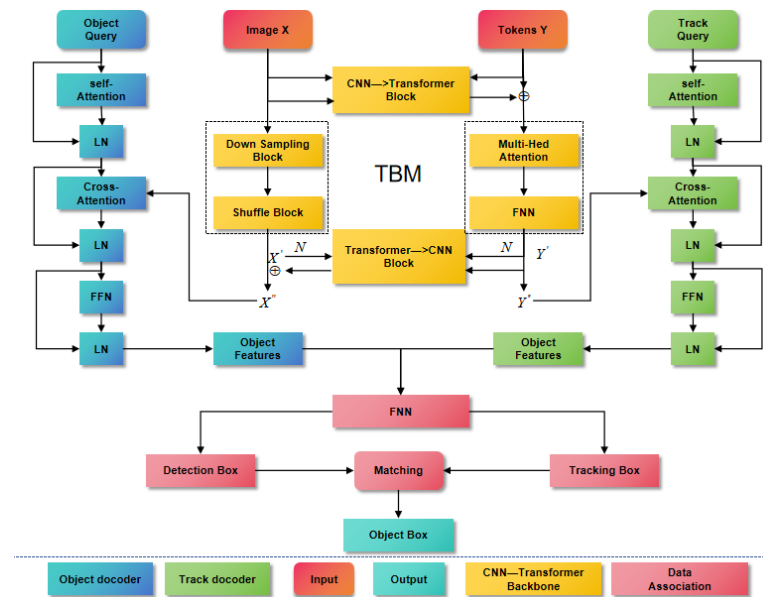 Object
Query
Image X
Tokens Y
Track
Query
self-
Attention
CNN—>Transformer
Block
⊕
self-
Attention
LN
Down Sampling
Block
TBM
Multi-Hed
Attention
LN
Cross-
Attention
Shuffle Block
FNN
Cross-
Attention
LN
X'
N
Transformer—>CNN
Block
N
Y'
LN
⊕
FFN
X"
Y"
FFN
LN
Object
Features
Object
Features
LN
FNN
Detection Box
Matching
Tracking Box
Object Box
Object docoder
Track docoder
Input
Output
CNN—Transformer
Backbone
Data
Association